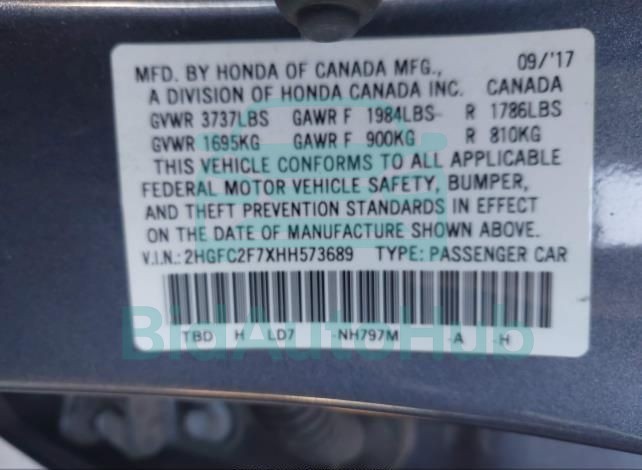 MFD. BY HONDA OF CANADA MFG., 09/'17
A DIVISION OF HONDA CANADA INC. CANADA
GVWR 3737LBS GAWR F 1984LBS R 1786LBS
GVWR 1695KG GAWR F 900KG R 810KG
THIS VEHICLE CONFORMS TO ALL APPLICABLE
FEDERAL MOTOR VEHICLE SAFETY, BUMPER,
AND THEFT PREVENTION STANDARDS IN EFFECT
ON THE DATE OF MANUFACTURE SHOWN ABOVE.
V.I.N.: 2HGFC2F7XHH573689 TYPE: PASSENGER CAR
TBD H LD7 -NH797M -A -H
BidAutoHub